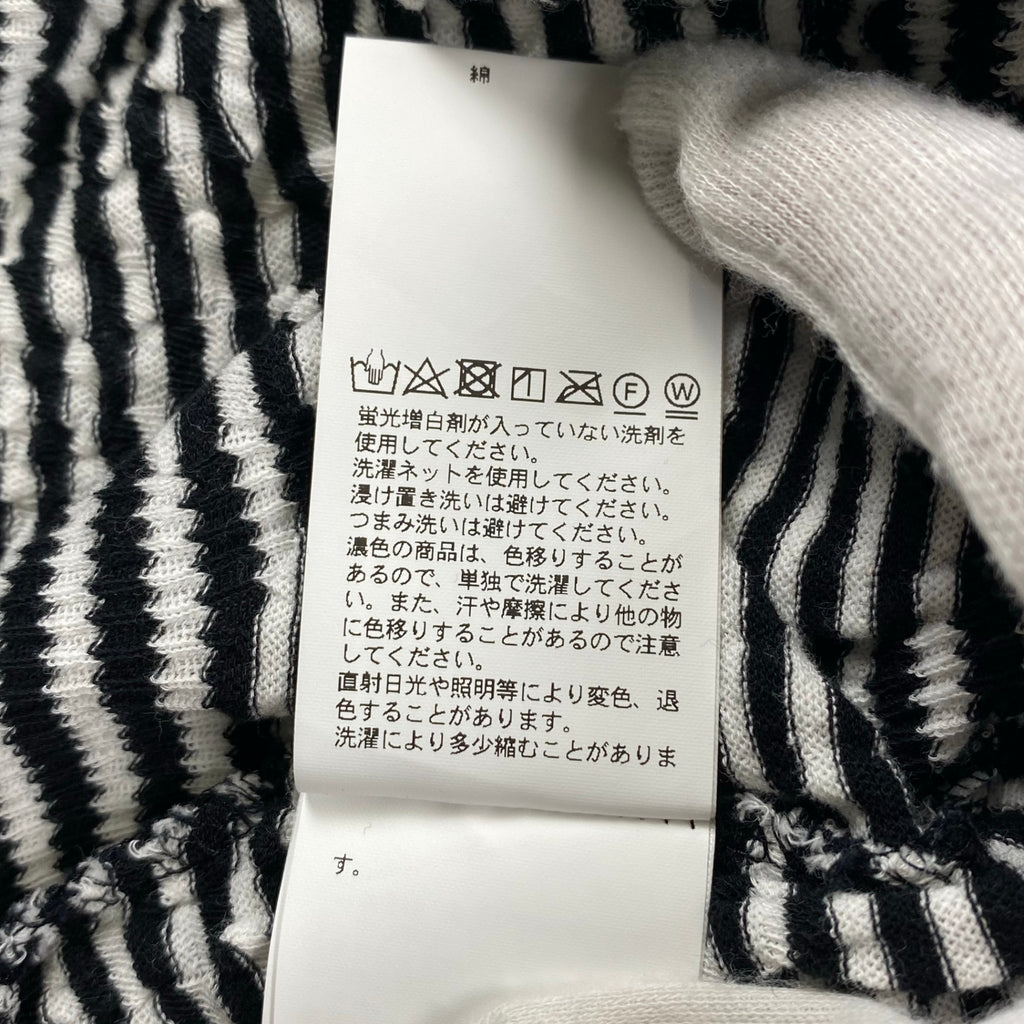 綿
F W
蛍光増白剤が入っていない洗剤を
使用してください。
洗濯ネットを使用してください。
浸け置き洗いは避けてください。
つまみ洗いは避けてください。
濃色の商品は、色移りすることが
あるので、単独で洗濯してくださ
い。また、汗や摩擦により他の物
に色移りすることがあるので注意
してください。
直射日光や照明等により変色、退
色することがあります。
洗濯により多少縮むことがありま
す。